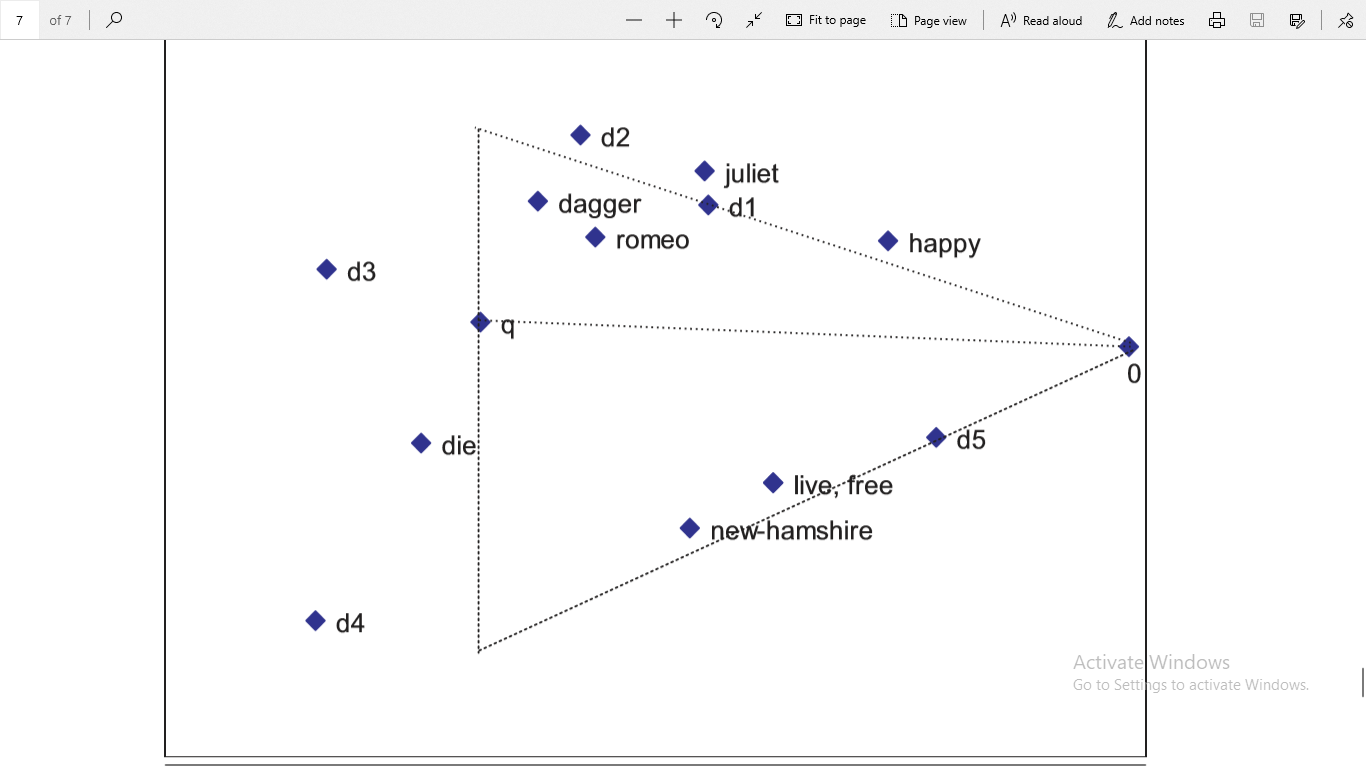 7 of 7 Fit to page Page view Read aloud Add notes
d2
juliet
dagger
d1
romeo
happy
d3
q
0
die
d5
live, free
new-hamshire
d4
Activate Windows
Go to Settings to activate Windows.